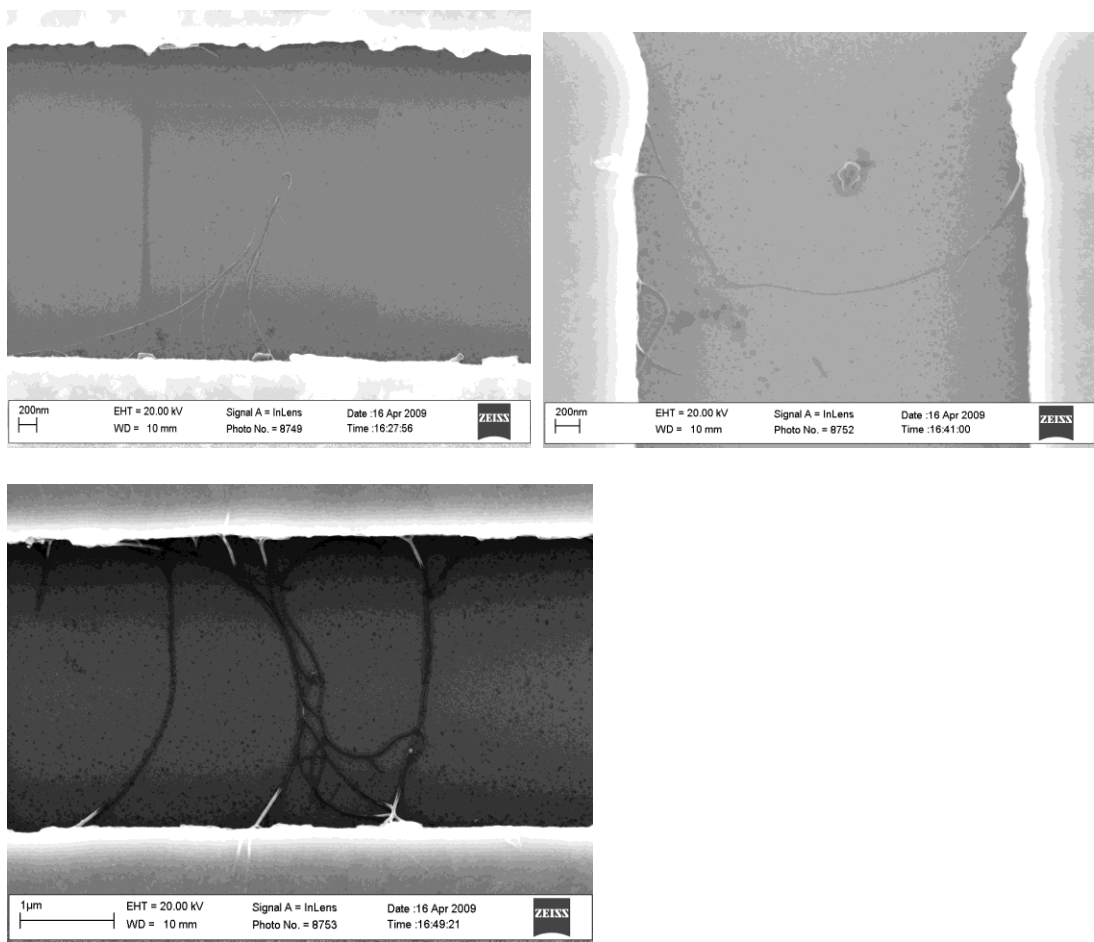 200nm EHT = 20.00 kV Signal A = InLens Date :16 Apr 2009 ZEISS
WD = 10 mm Photo No. = 8749 Time :16:27:56
200nm EHT = 20.00 kV Signal A = InLens Date :16 Apr 2009 ZEISS
WD = 10 mm Photo No. = 8752 Time :16:41:00
1µm EHT = 20.00 kV Signal A = InLens Date :16 Apr 2009 ZEISS
WD = 10 mm Photo No. = 8753 Time :16:49:21